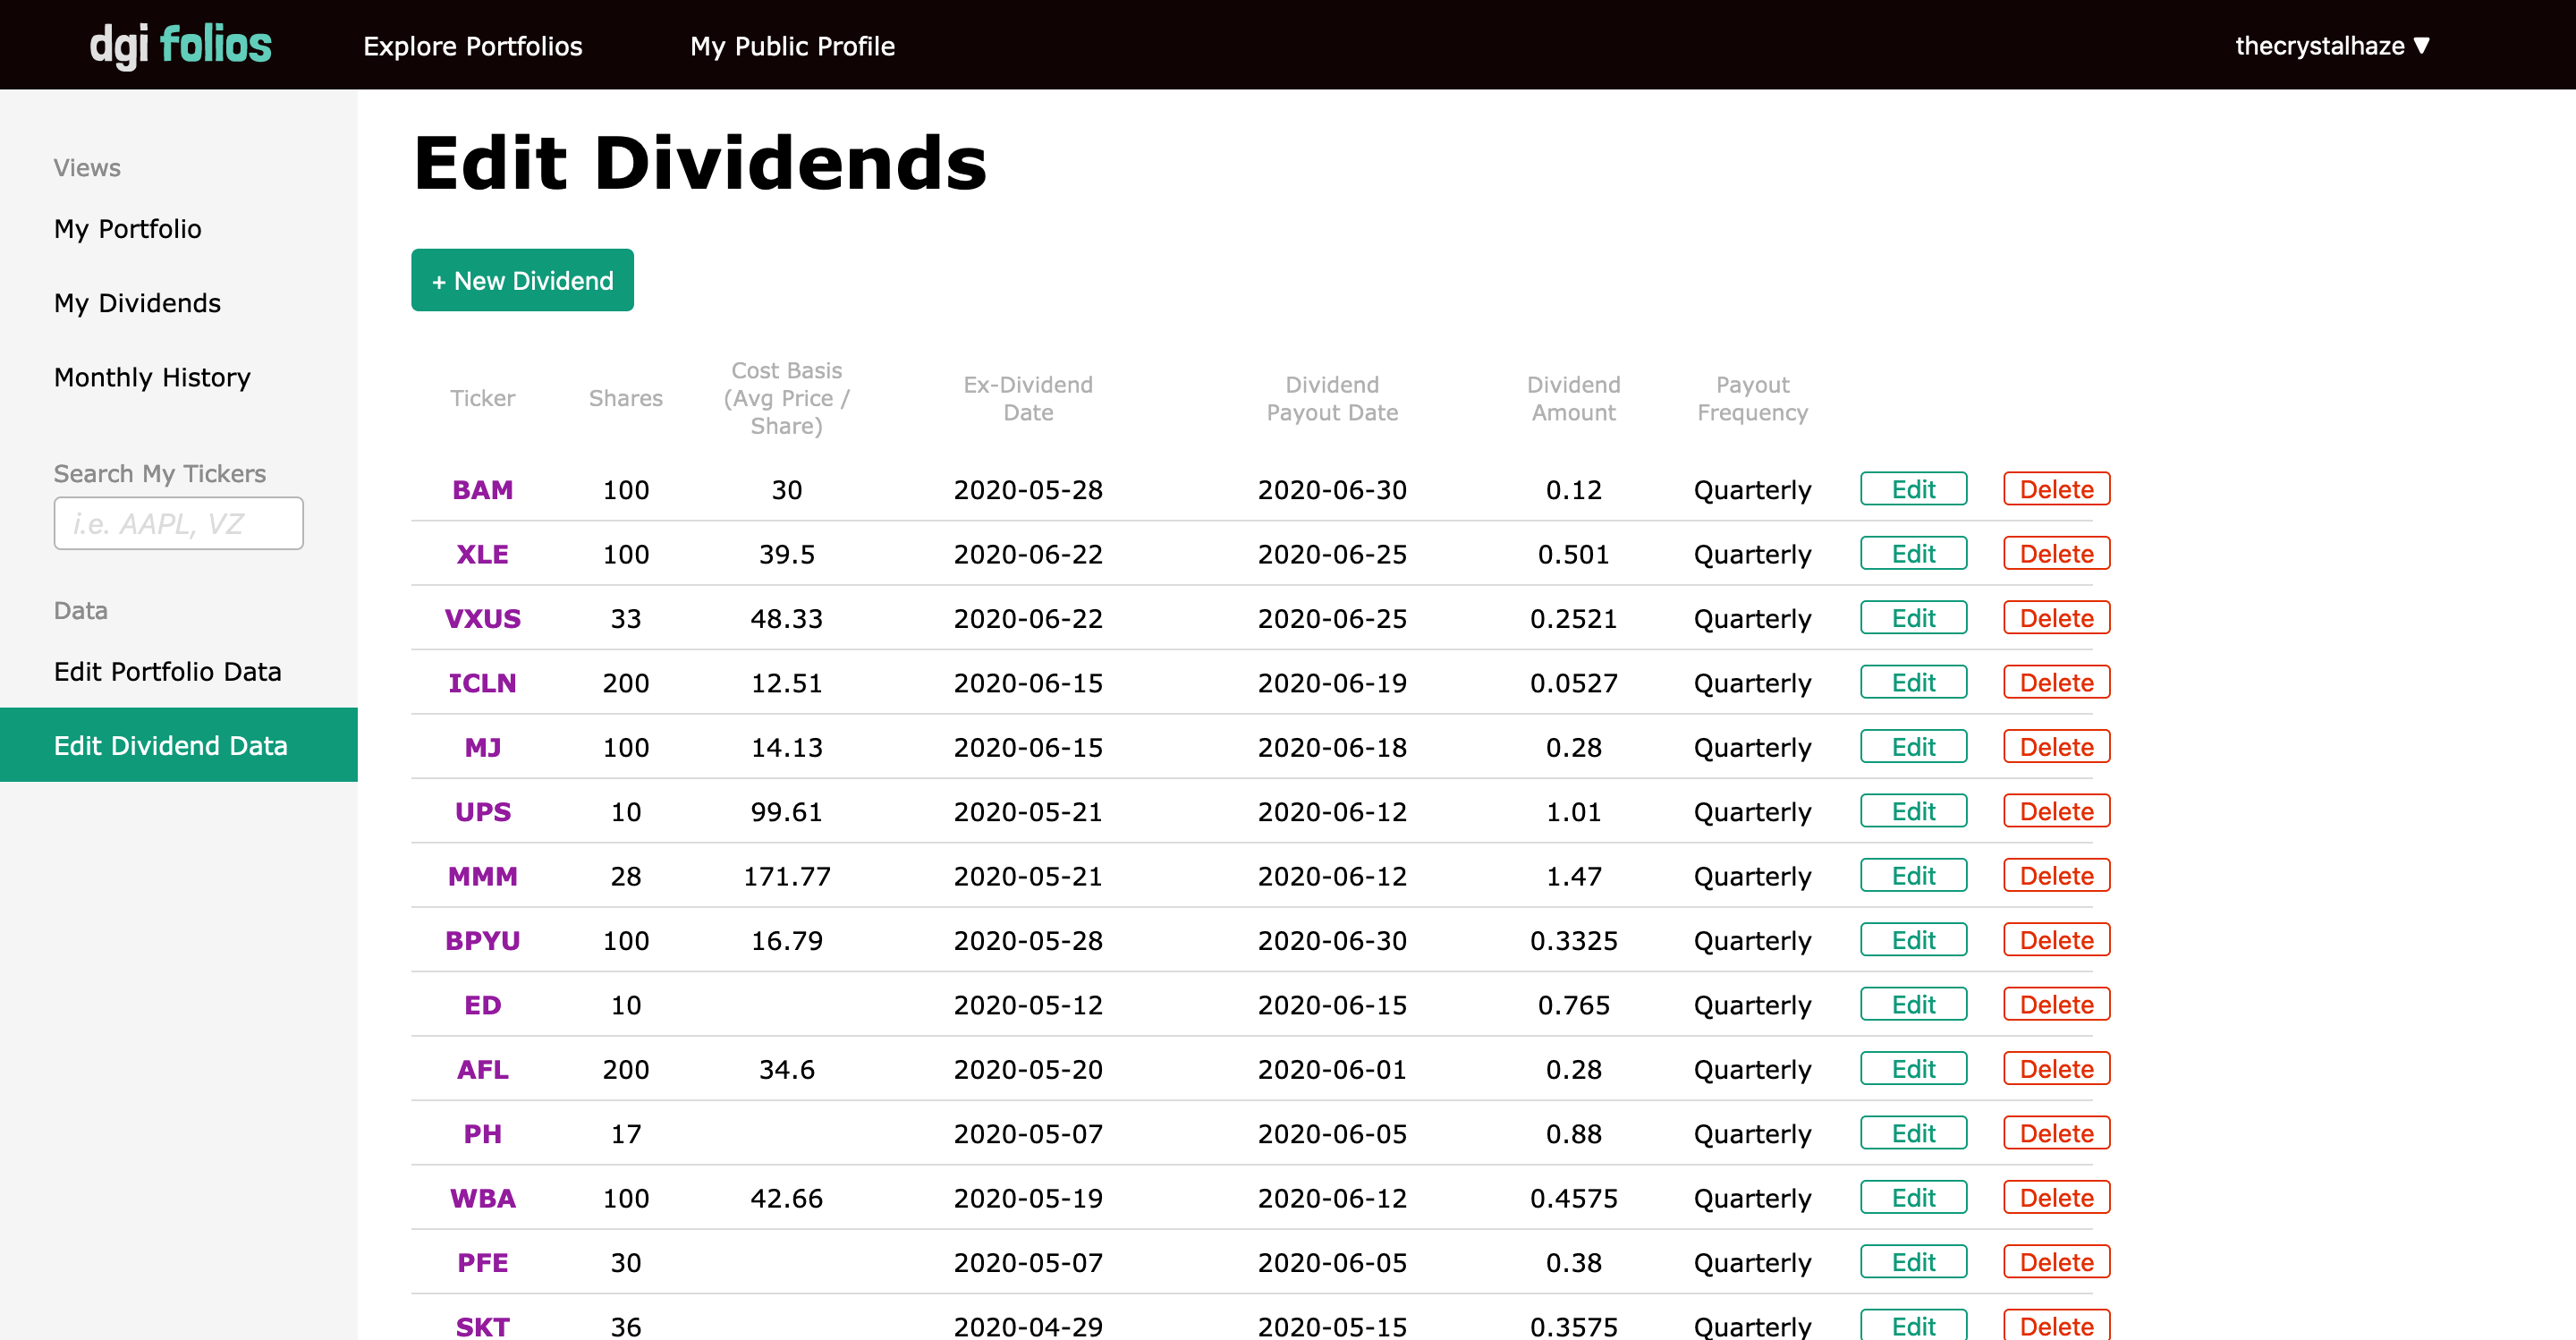 dgi folios Explore Portfolios My Public Profile thecrystalhaze ▼
Views
My Portfolio
My Dividends
Monthly History
Search My Tickers
i.e. AAPL, VZ
Data
Edit Portfolio Data
Edit Dividend Data
Edit Dividends
+ New Dividend
Ticker Shares Cost Basis (Avg Price / Share) Ex-Dividend Date Dividend Payout Date Dividend Amount Payout Frequency
BAM 100 30 2020-05-28 2020-06-30 0.12 Quarterly Edit Delete
XLE 100 39.5 2020-06-22 2020-06-25 0.501 Quarterly Edit Delete
VXUS 33 48.33 2020-06-22 2020-06-25 0.2521 Quarterly Edit Delete
ICLN 200 12.51 2020-06-15 2020-06-19 0.0527 Quarterly Edit Delete
MJ 100 14.13 2020-06-15 2020-06-18 0.28 Quarterly Edit Delete
UPS 10 99.61 2020-05-21 2020-06-12 1.01 Quarterly Edit Delete
MMM 28 171.77 2020-05-21 2020-06-12 1.47 Quarterly Edit Delete
BPYU 100 16.79 2020-05-28 2020-06-30 0.3325 Quarterly Edit Delete
ED 10 2020-05-12 2020-06-15 0.765 Quarterly Edit Delete
AFL 200 34.6 2020-05-20 2020-06-01 0.28 Quarterly Edit Delete
PH 17 2020-05-07 2020-06-05 0.88 Quarterly Edit Delete
WBA 100 42.66 2020-05-19 2020-06-12 0.4575 Quarterly Edit Delete
PFE 30 2020-05-07 2020-06-05 0.38 Quarterly Edit Delete
SKT 36 2020-04-29 2020-05-15 0.3575 Quarterly Edit Delete